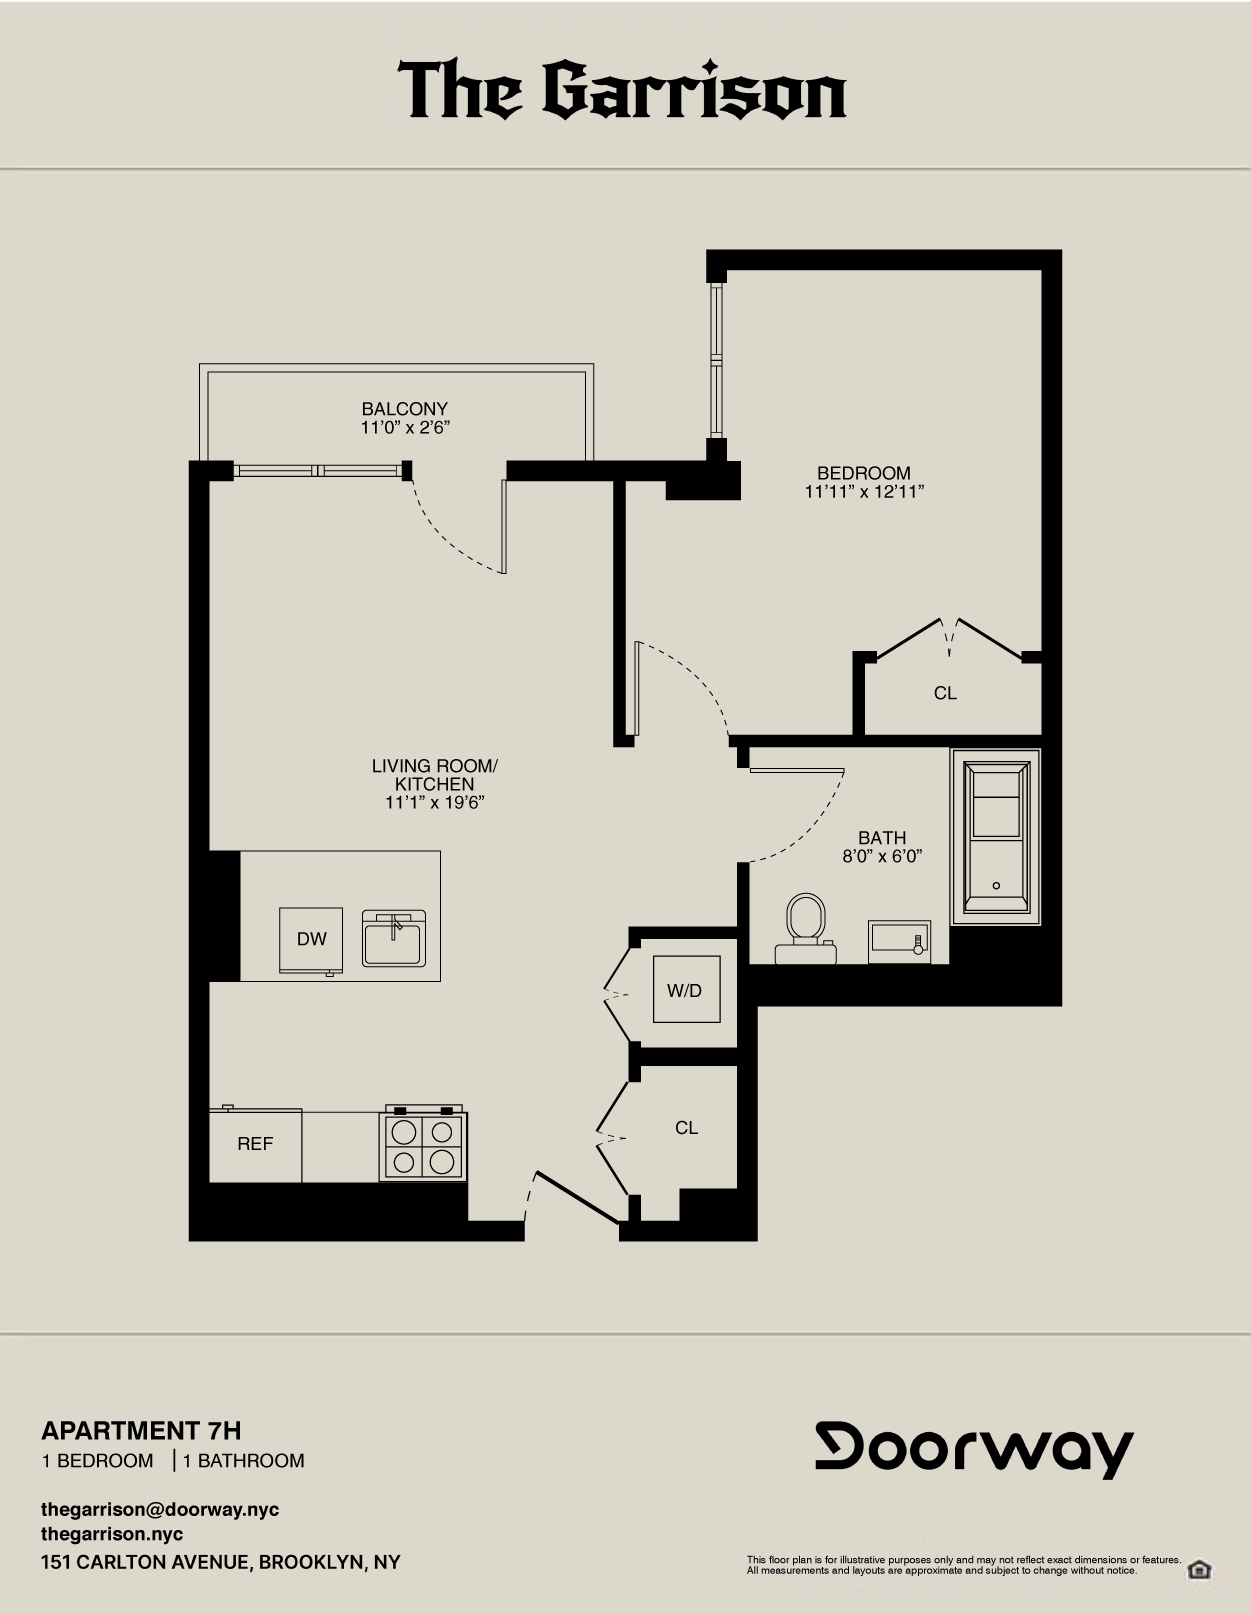 The Garrison
BALCONY
11'0" x 2'6"
BEDROOM
11'11" x 12'11"
CL
LIVING ROOM/
KITCHEN
11'1" x 19'6"
BATH
8'0" x 6'0"
DW
W/D
CL
REF
APARTMENT 7H
1 BEDROOM | 1 BATHROOM
thegarrison@doorway.nyc
thegarrison.nyc
151 CARLTON AVENUE, BROOKLYN, NY
Doorway
This floor plan is for illustrative purposes only and may not reflect exact dimensions or features.
All measurements and layouts are approximate and subject to change without notice.